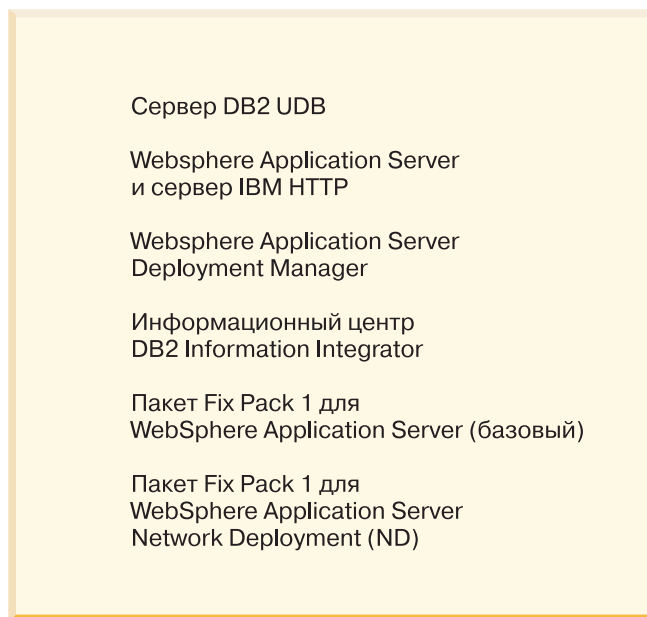 Сервер DB2 UDB
Websphere Application Server
и сервер IBM HTTP
Websphere Application Server
Deployment Manager
Информационный центр
DB2 Information Integrator
Пакет Fix Pack 1 для
WebSphere Application Server (базовый)
Пакет Fix Pack 1 для
WebSphere Application Server
Network Deployment (ND)